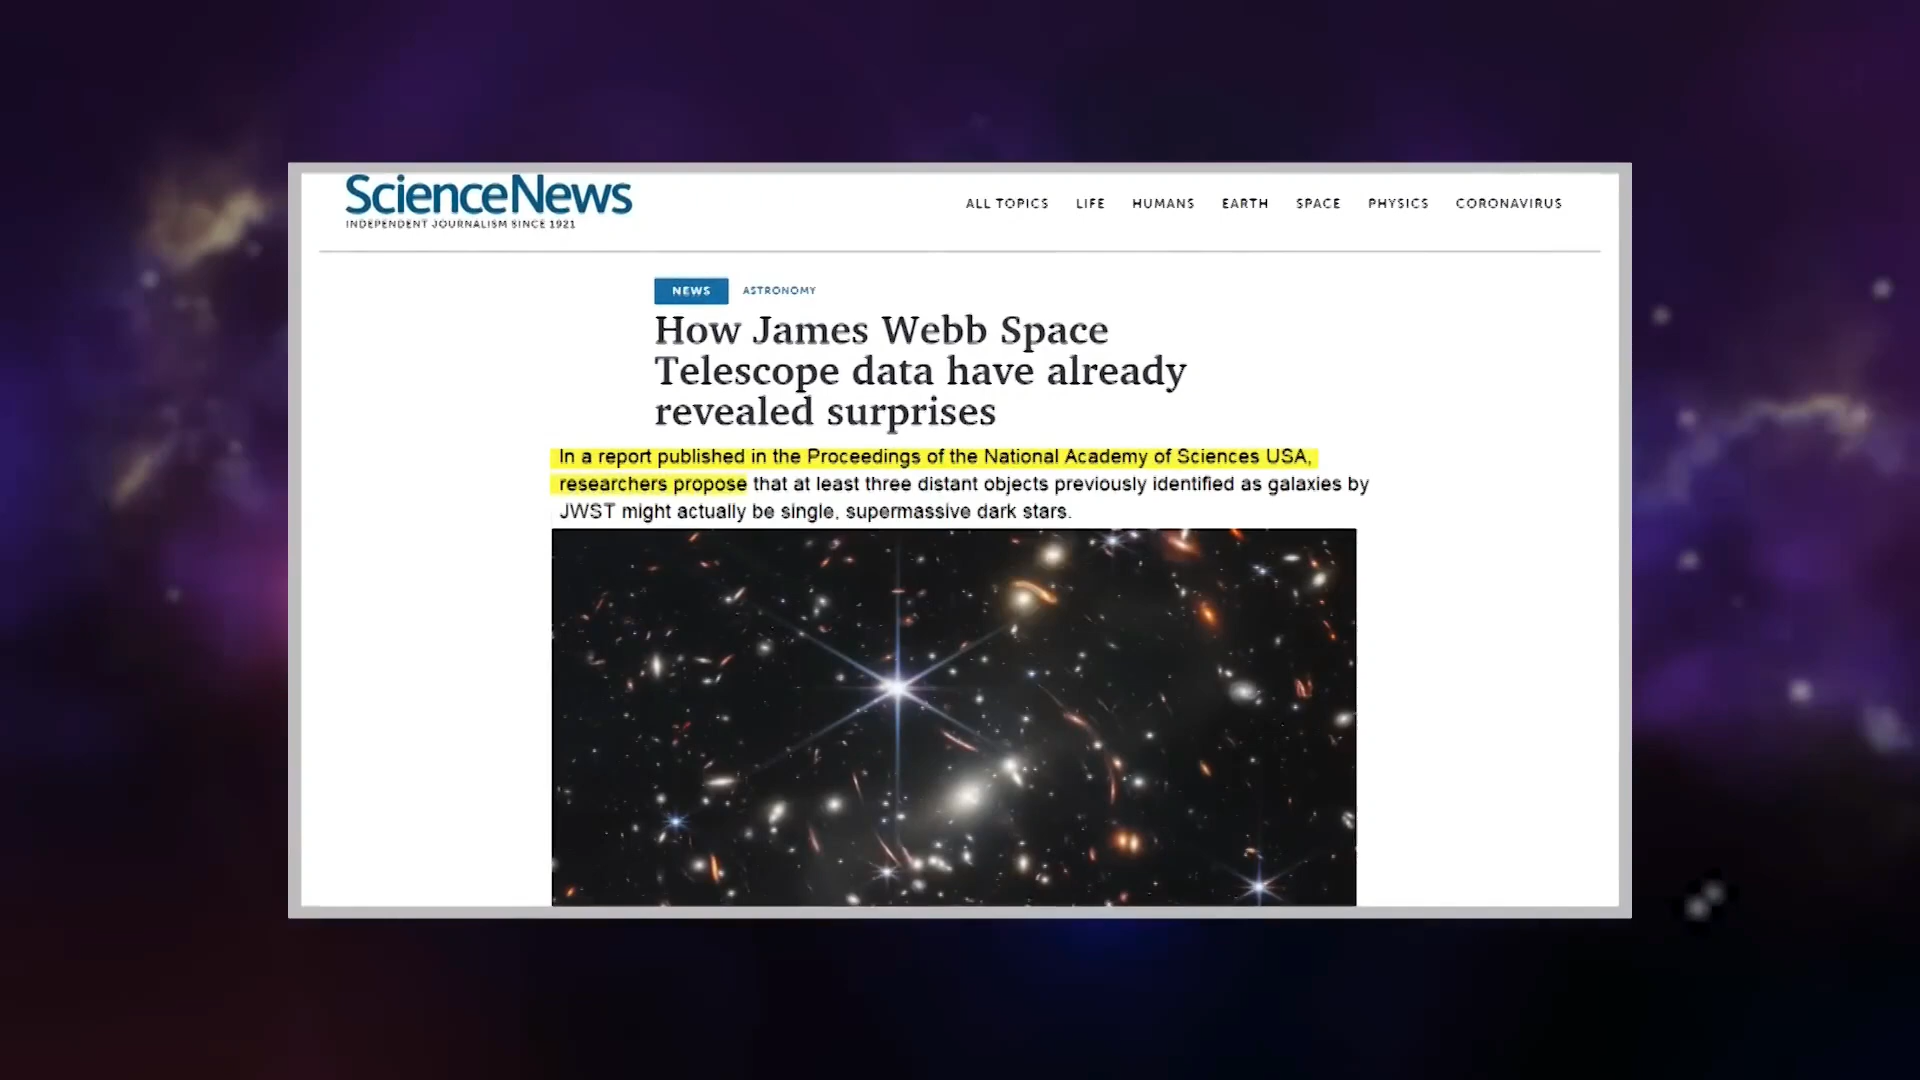 ScienceNews
INDEPENDENT JOURNALISM SINCE 1921
ALL TOPICS LIFE HUMANS EARTH SPACE PHYSICS CORONAVIRUS
NEWS ASTRONOMY
How James Webb Space
Telescope data have already
revealed surprises
In a report published in the Proceedings of the National Academy of Sciences USA,
researchers propose that at least three distant objects previously identified as galaxies by
JWST might actually be single, supermassive dark stars.